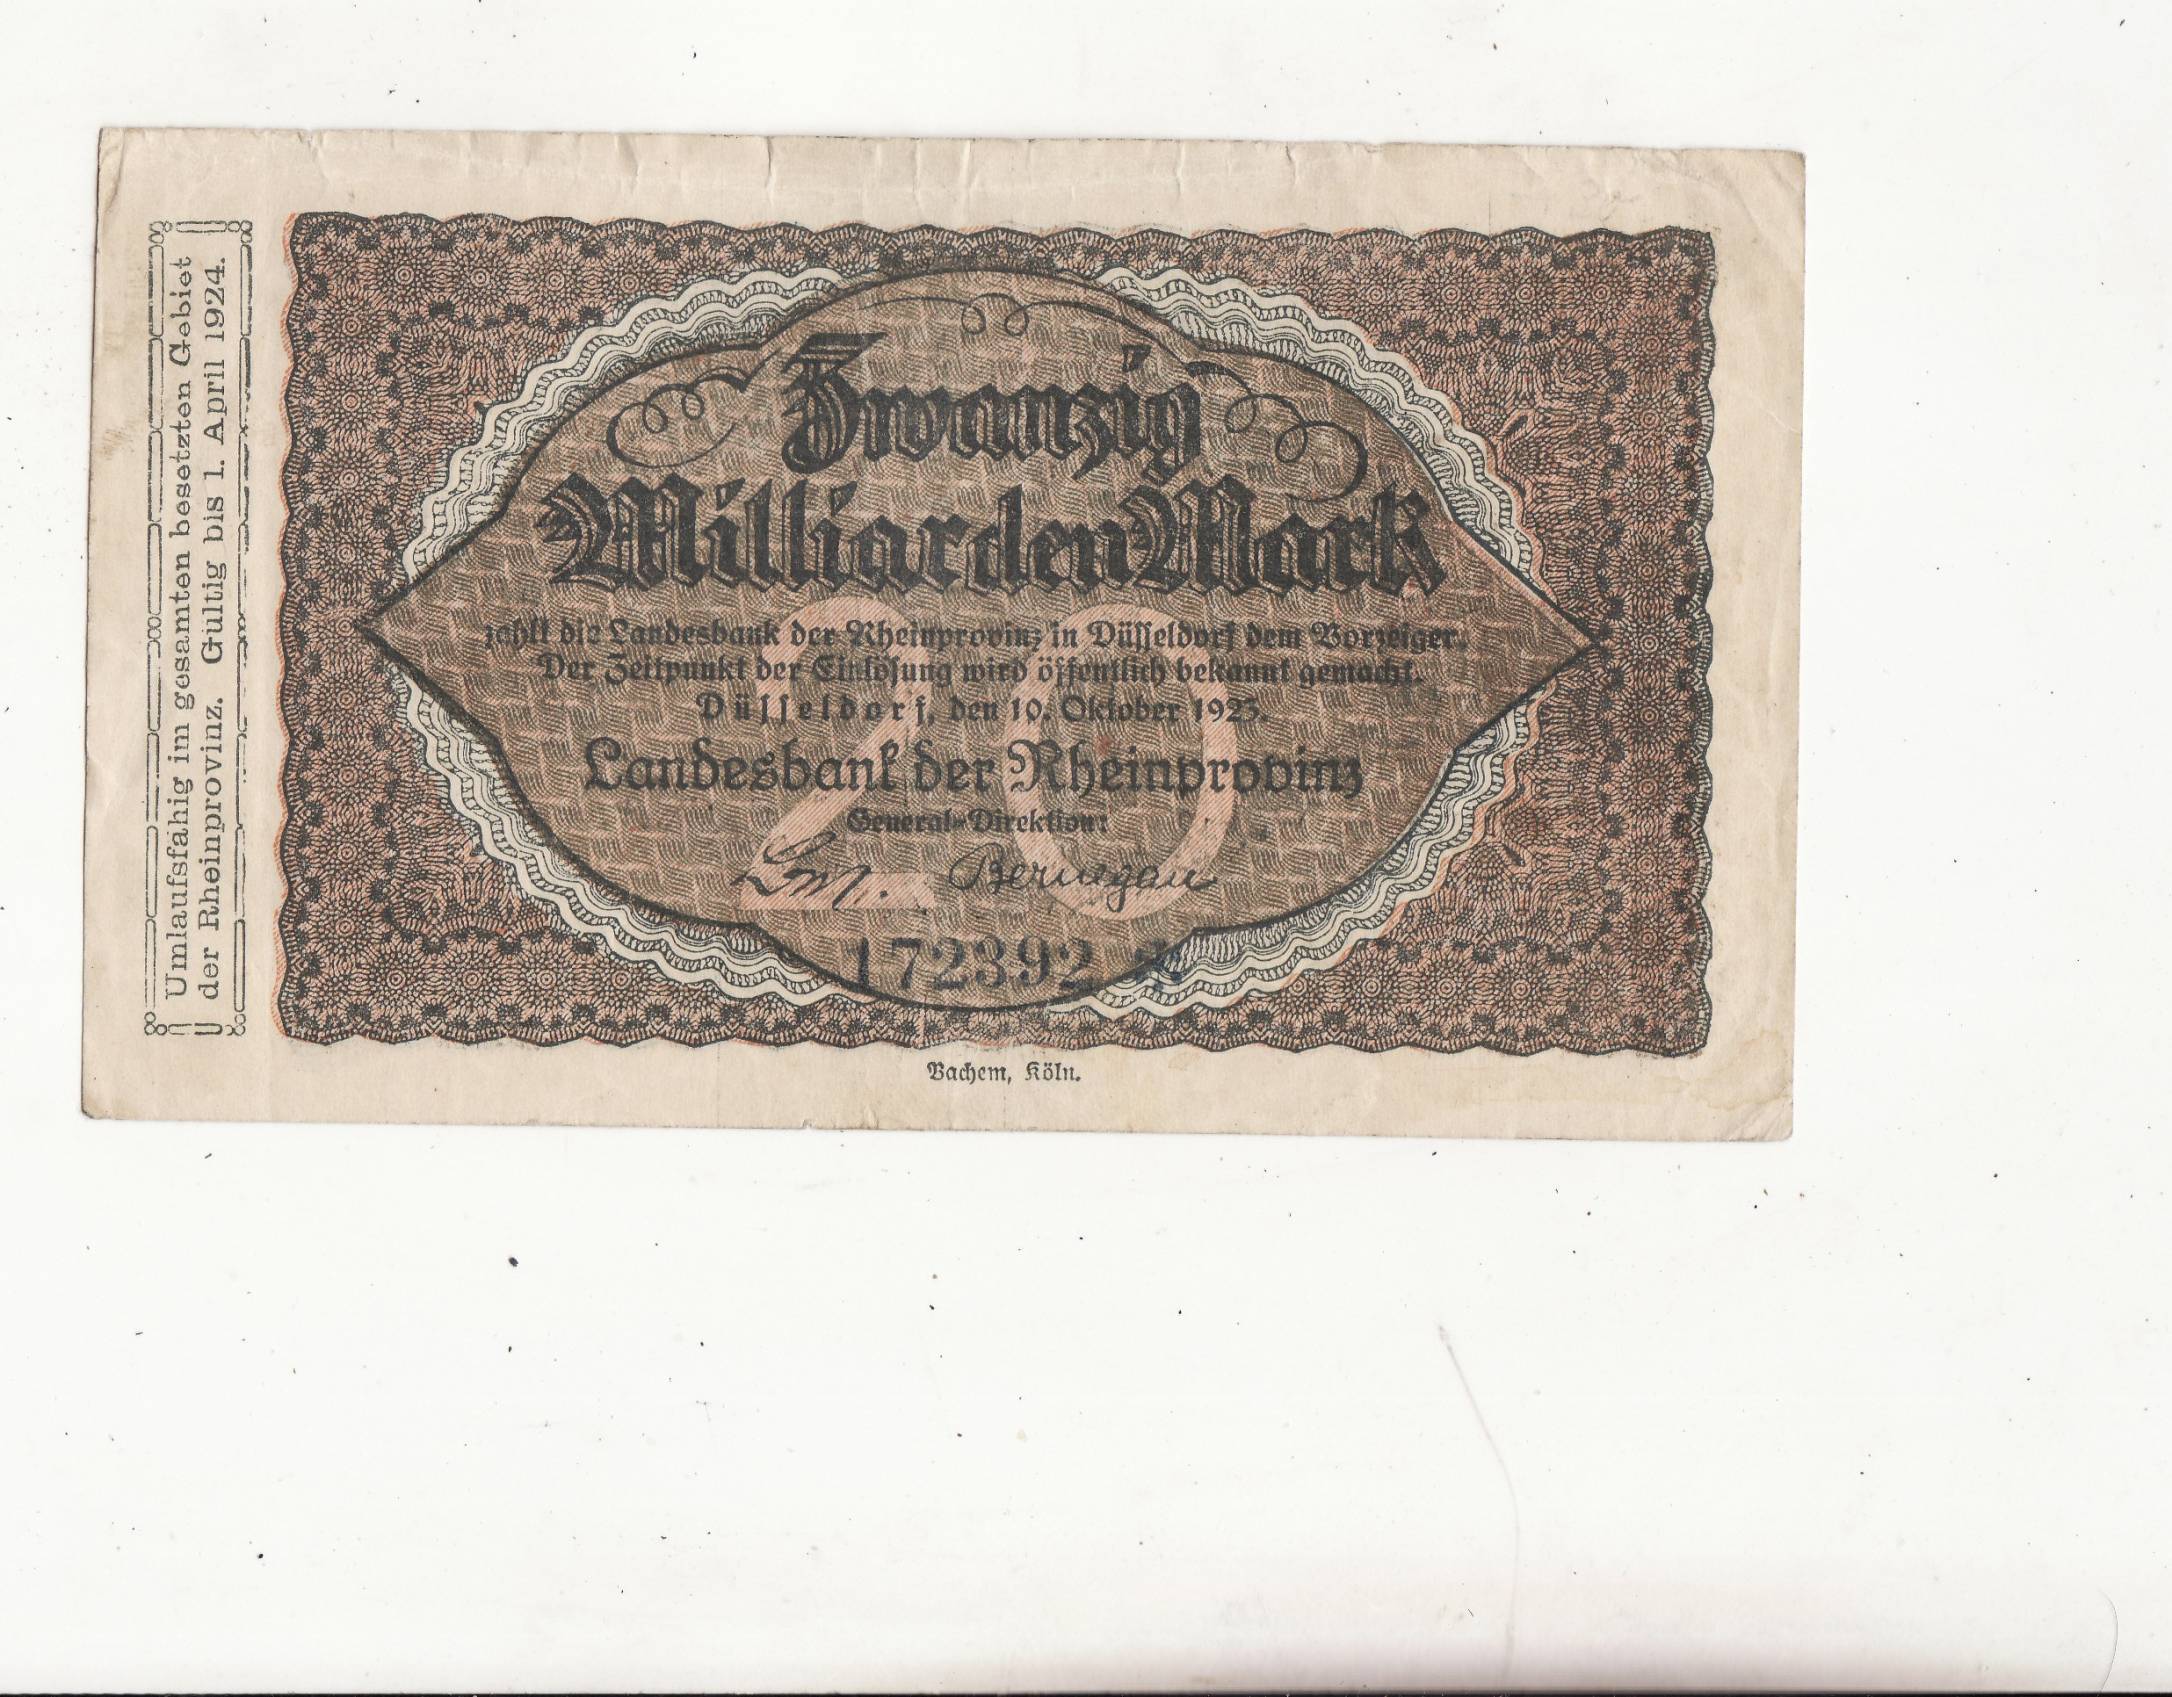 Umlaufsfähig im gesamten besetzten Gebiet
der Rheinprovinz. Gültig bis 1. April 1924.
Zwanzig
Milliarden Mark
20
zahlt die Landesbank der Rheinprovinz in Düsseldorf dem Vorzeiger.
Der Zeitpunkt der Einlösung wird öffentlich bekannt gemacht.
Düsseldorf, den 10. Oktober 1923.
Landesbank der Rheinprovinz
General-Direktion:
Bernegau
172392 *
Bachem, Köln.